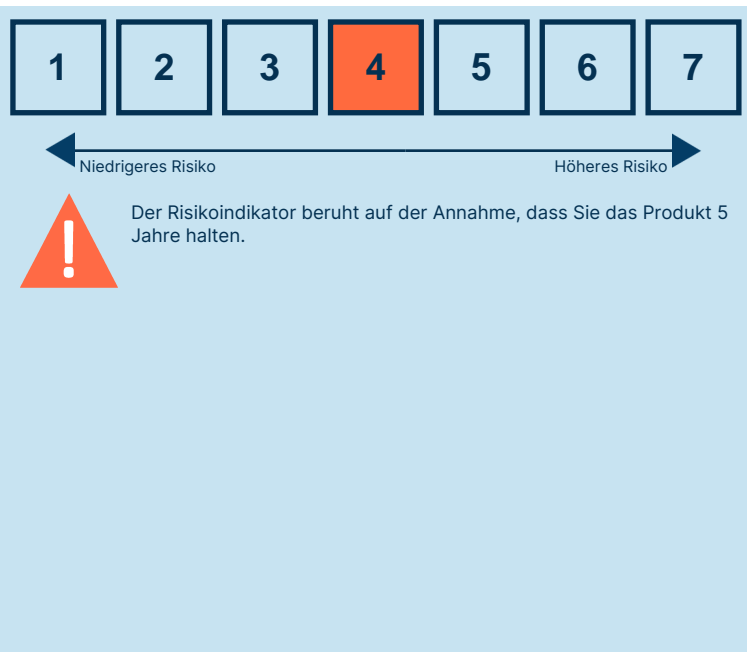 1 2 3 4 5 6 7
Niedrigeres Risiko Höheres Risiko
Der Risikoindikator beruht auf der Annahme, dass Sie das Produkt 5
Jahre halten.